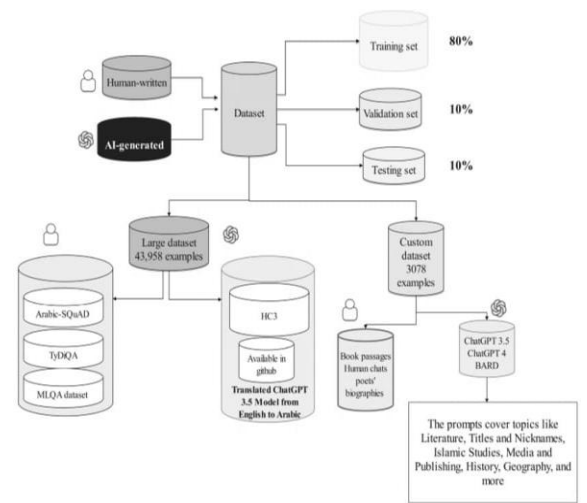 Training set
80%
Human-written
Dataset
Validation set
10%
AI-generated
Testing set
10%
Large dataset
43,958 examples
Custom
dataset
3078
examples
Arabic-SQuAD
TyDiQA
MLQA dataset
HC3
Available in
github
Translated ChatGPT
3.5 Model from
English to Arabic
Book passages
Human chats
poets'
biographies
ChatGPT 3.5
ChatGPT 4
BARD
The prompts cover topics like
Literature, Titles and Nicknames,
Islamic Studies, Media and
Publishing, History, Geography, and
more